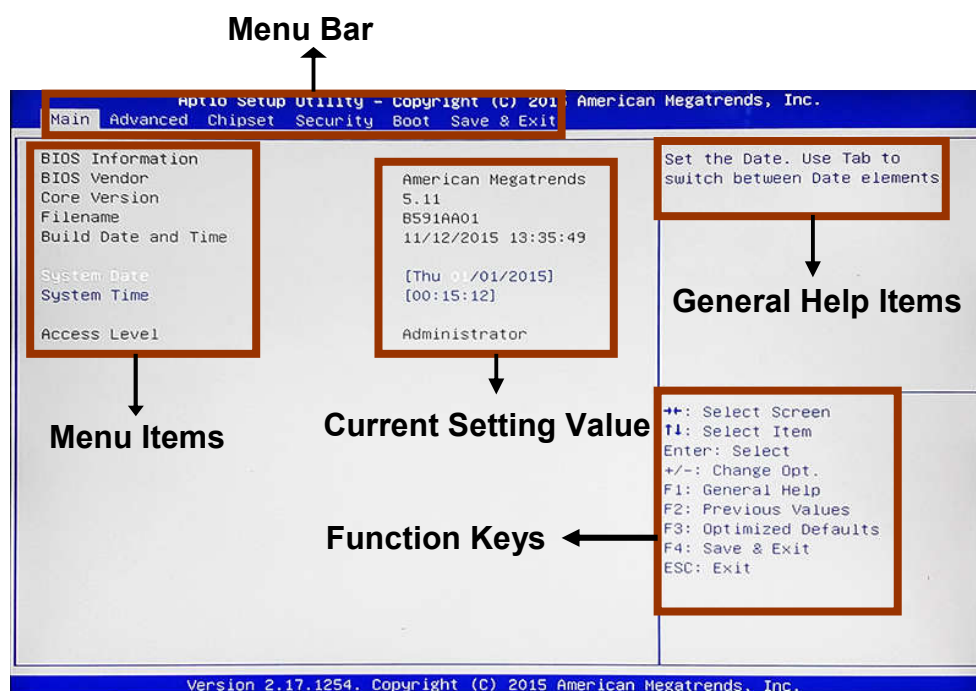 Menu Bar
Aptio Setup Utility – Copyright (C) 2015 American Megatrends, Inc.
Main Advanced Chipset Security Boot Save & Exit
BIOS Information
BIOS Vendor American Megatrends
Core Version 5.11
Filename B591AA01
Build Date and Time 11/12/2015 13:35:49
System Date [Thu 01/01/2015]
System Time [00:15:12]
Access Level Administrator
Set the Date. Use Tab to
switch between Date elements
General Help Items
Menu Items
Current Setting Value
→←: Select Screen
↑↓: Select Item
Enter: Select
+/-: Change Opt.
F1: General Help
F2: Previous Values
F3: Optimized Defaults
F4: Save & Exit
ESC: Exit
Function Keys
Version 2.17.1254. Copyright (C) 2015 American Megatrends, Inc.